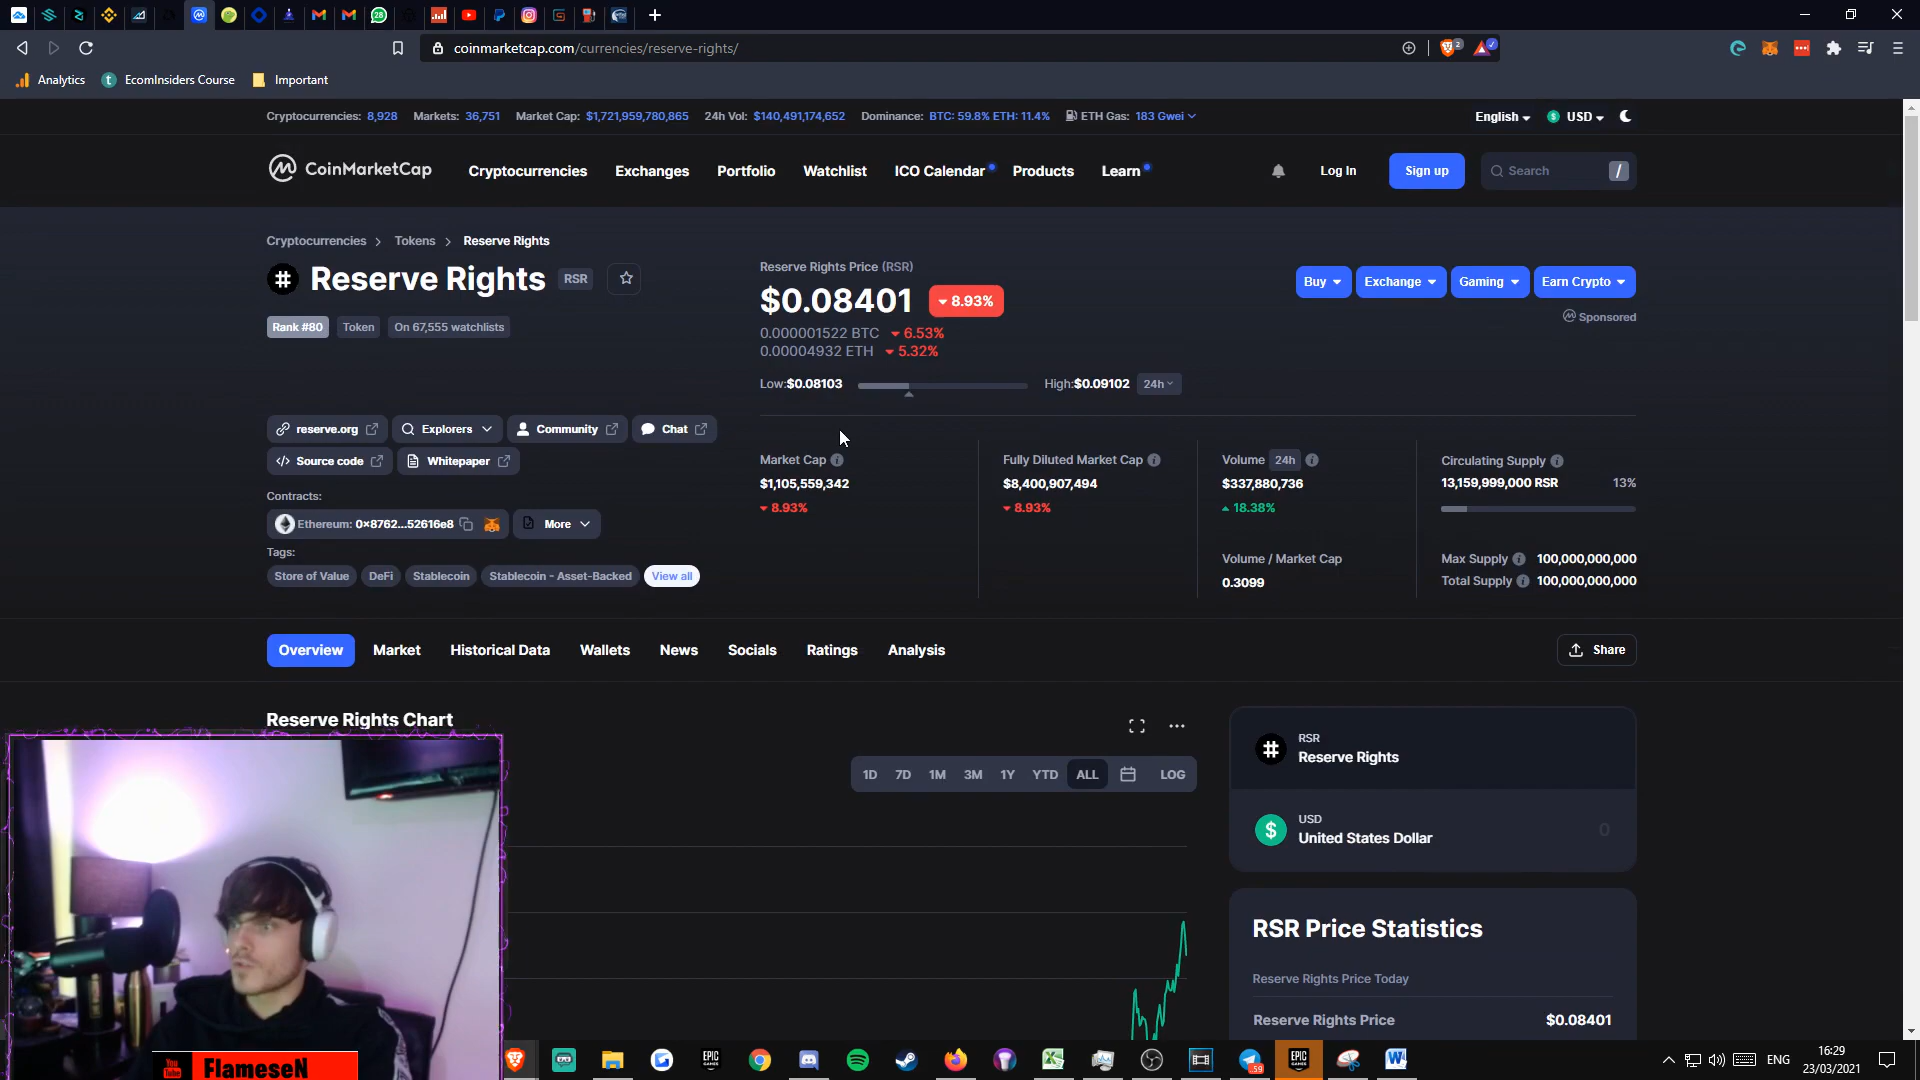 28
coinmarketcap.com/currencies/reserve-rights/
2
Analytics EcomInsiders Course Important
Cryptocurrencies: 8,928 Markets: 36,751 Market Cap: $1,721,959,780,865 24h Vol: $140,491,174,652 Dominance: BTC: 59.8% ETH: 11.4% ETH Gas: 183 Gwei English USD
CoinMarketCap Cryptocurrencies Exchanges Portfolio Watchlist ICO Calendar Products Learn Log In Sign up Search /
Cryptocurrencies > Tokens > Reserve Rights
Reserve Rights RSR
Rank #80 Token On 67,555 watchlists
Reserve Rights Price (RSR)
$0.08401 8.93%
0.000001522 BTC 6.53%
0.00004932 ETH 5.32%
Low:$0.08103 High:$0.09102 24h
Buy Exchange Gaming Earn Crypto
Sponsored
reserve.org Explorers Community Chat
Source code Whitepaper
Contracts:
Ethereum: 0x8762...52616e8 More
Tags:
Store of Value DeFi Stablecoin Stablecoin - Asset-Backed View all
Market Cap
$1,105,559,342
8.93%
Fully Diluted Market Cap
$8,400,907,494
8.93%
Volume 24h
$337,880,736
18.38%
Volume / Market Cap
0.3099
Circulating Supply
13,159,999,000 RSR 13%
Max Supply 100,000,000,000
Total Supply 100,000,000,000
Overview Market Historical Data Wallets News Socials Ratings Analysis Share
Reserve Rights Chart
1D 7D 1M 3M 1Y YTD ALL LOG
RSR
Reserve Rights
USD
United States Dollar 0
RSR Price Statistics
Reserve Rights Price Today
Reserve Rights Price $0.08401
You Tube FlameseN
EPIC GAMES
59
EPIC GAMES
ENG
16:29
23/03/2021